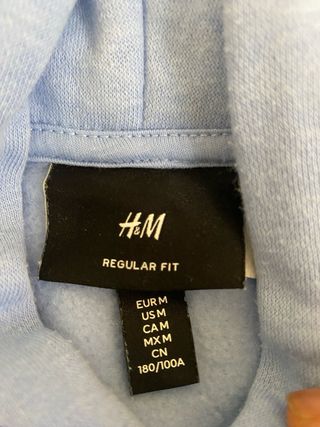 H&M
REGULAR FIT
EUR M
US M
CA M
MX M
CN
180/100A